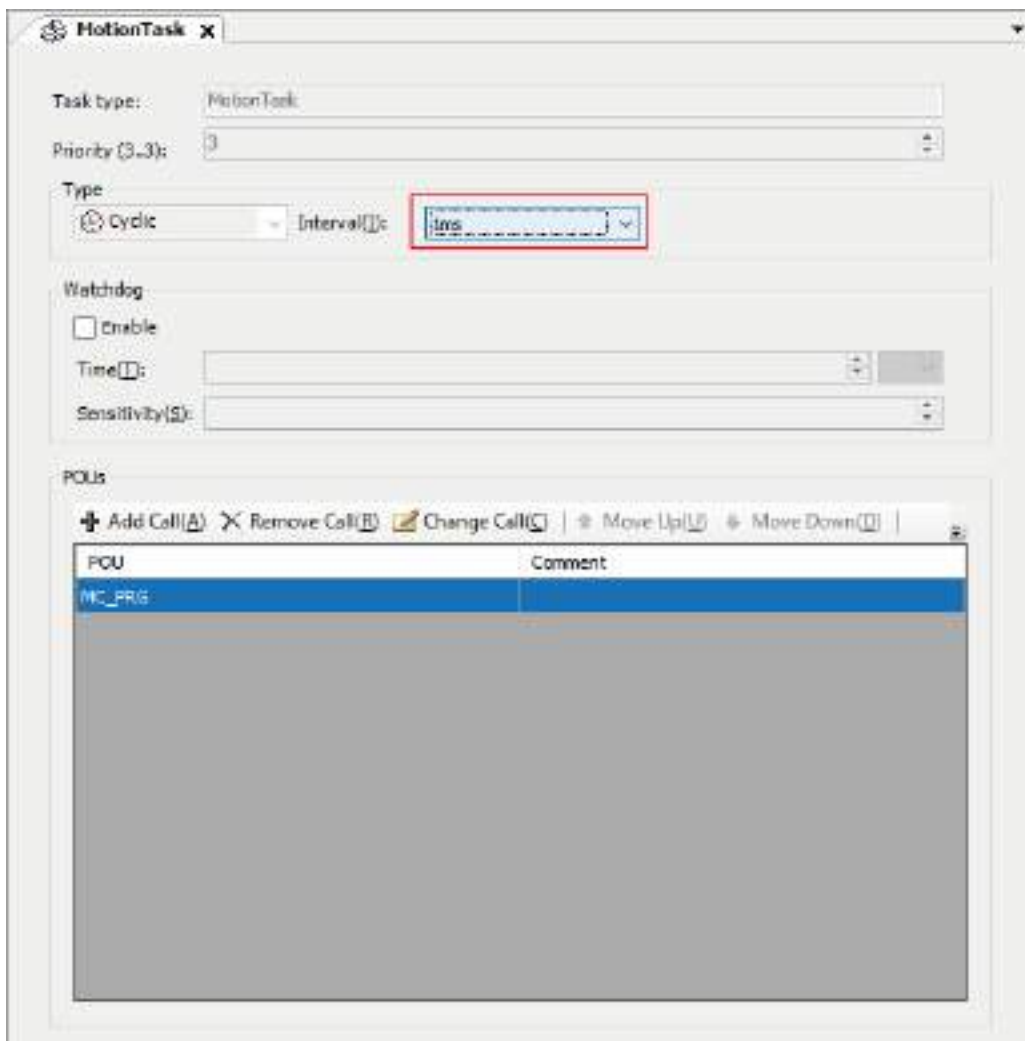 MotionTask
Task type: MotionTask
Priority (3..3): 3
Type
Cyclic Interval(I): 1ms
Watchdog
Enable
Time(T):
Sensitivity(S):
POUs
Add Call(A) Remove Call(R) Change Call(C) Move Up(U) Move Down(D)
POU Comment
MC_PRG